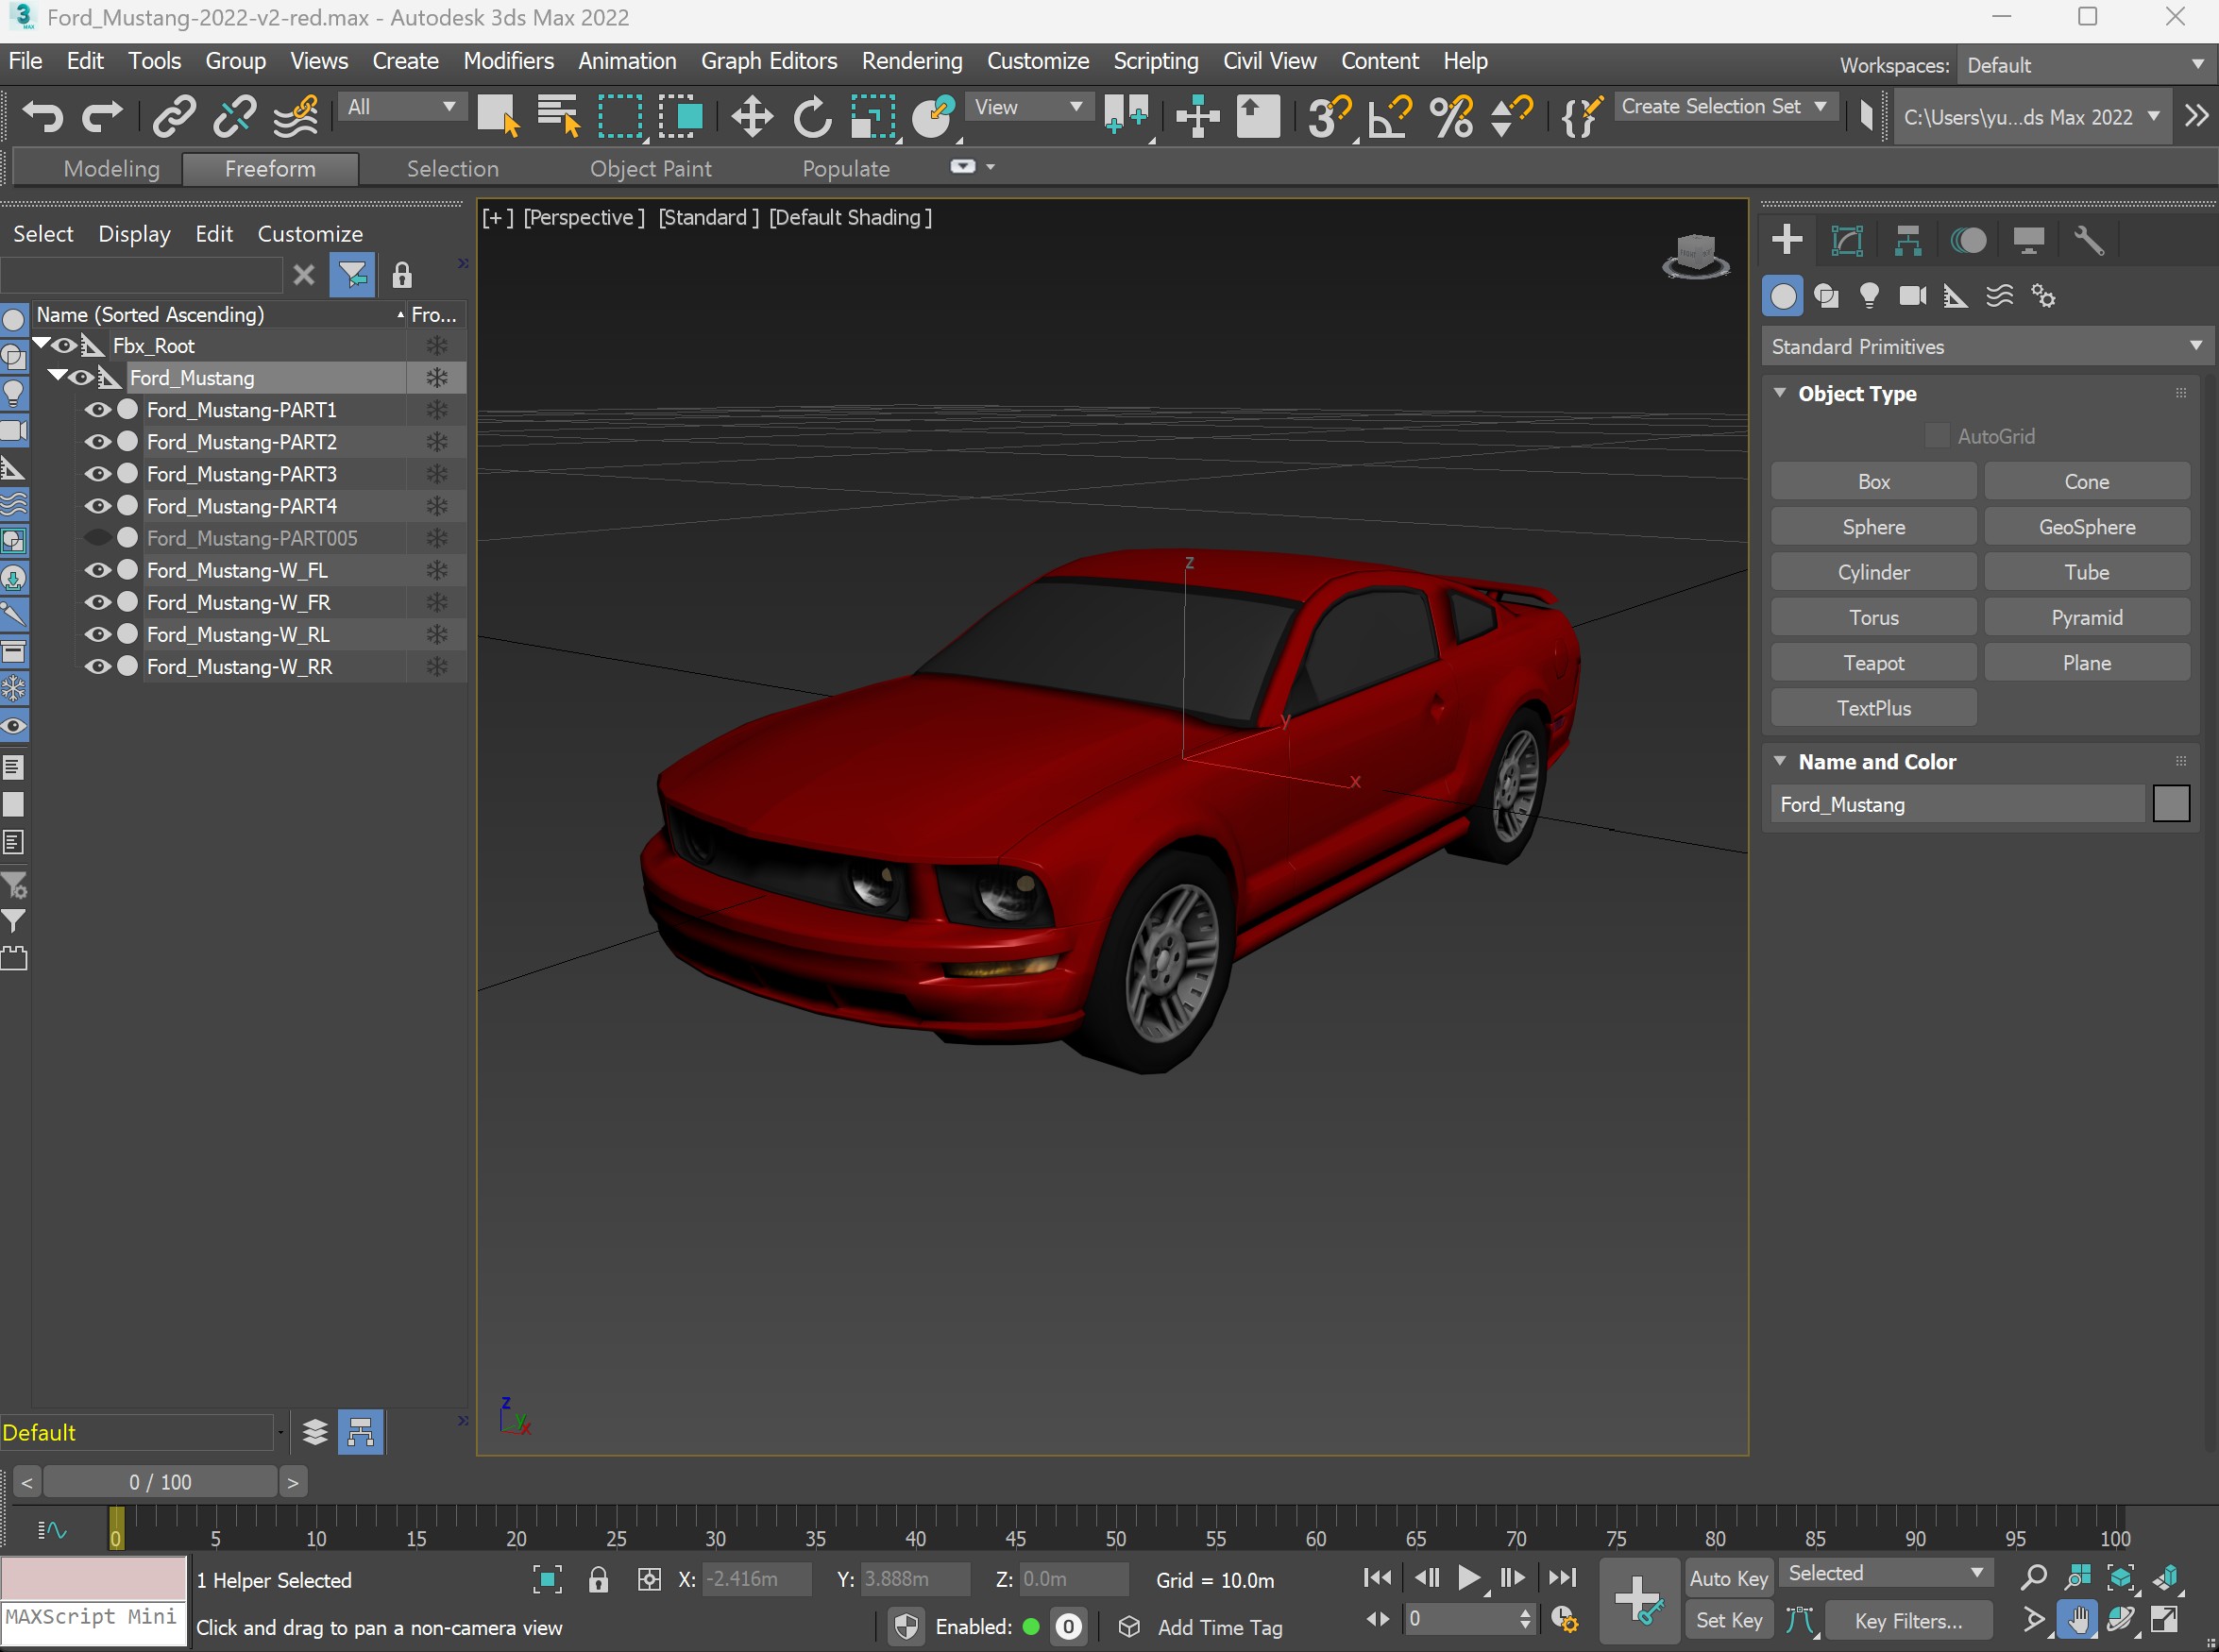 Ford_Mustang-2022-v2-red.max - Autodesk 3ds Max 2022
File Edit Tools Group Views Create Modifiers Animation Graph Editors Rendering Customize Scripting Civil View Content Help
Workspaces: Default
All
View
Create Selection Set
C:\Users\yu...ds Max 2022
Modeling Freeform Selection Object Paint Populate
Select Display Edit Customize
Name (Sorted Ascending) Fro...
Fbx_Root
Ford_Mustang
Ford_Mustang-PART1
Ford_Mustang-PART2
Ford_Mustang-PART3
Ford_Mustang-PART4
Ford_Mustang-PART005
Ford_Mustang-W_FL
Ford_Mustang-W_FR
Ford_Mustang-W_RL
Ford_Mustang-W_RR
Default
[+] [Perspective] [Standard] [Default Shading]
z
y
x
z
y
x
Standard Primitives
Object Type
AutoGrid
Box Cone
Sphere GeoSphere
Cylinder Tube
Torus Pyramid
Teapot Plane
TextPlus
Name and Color
Ford_Mustang
< 0 / 100 >
0 5 10 15 20 25 30 35 40 45 50 55 60 65 70 75 80 85 90 95 100
1 Helper Selected
X: -2.416m Y: 3.888m Z: 0.0m Grid = 10.0m
Auto Key Selected
MAXScript Mini
Click and drag to pan a non-camera view
Enabled: 0 Add Time Tag
0
Set Key Key Filters...